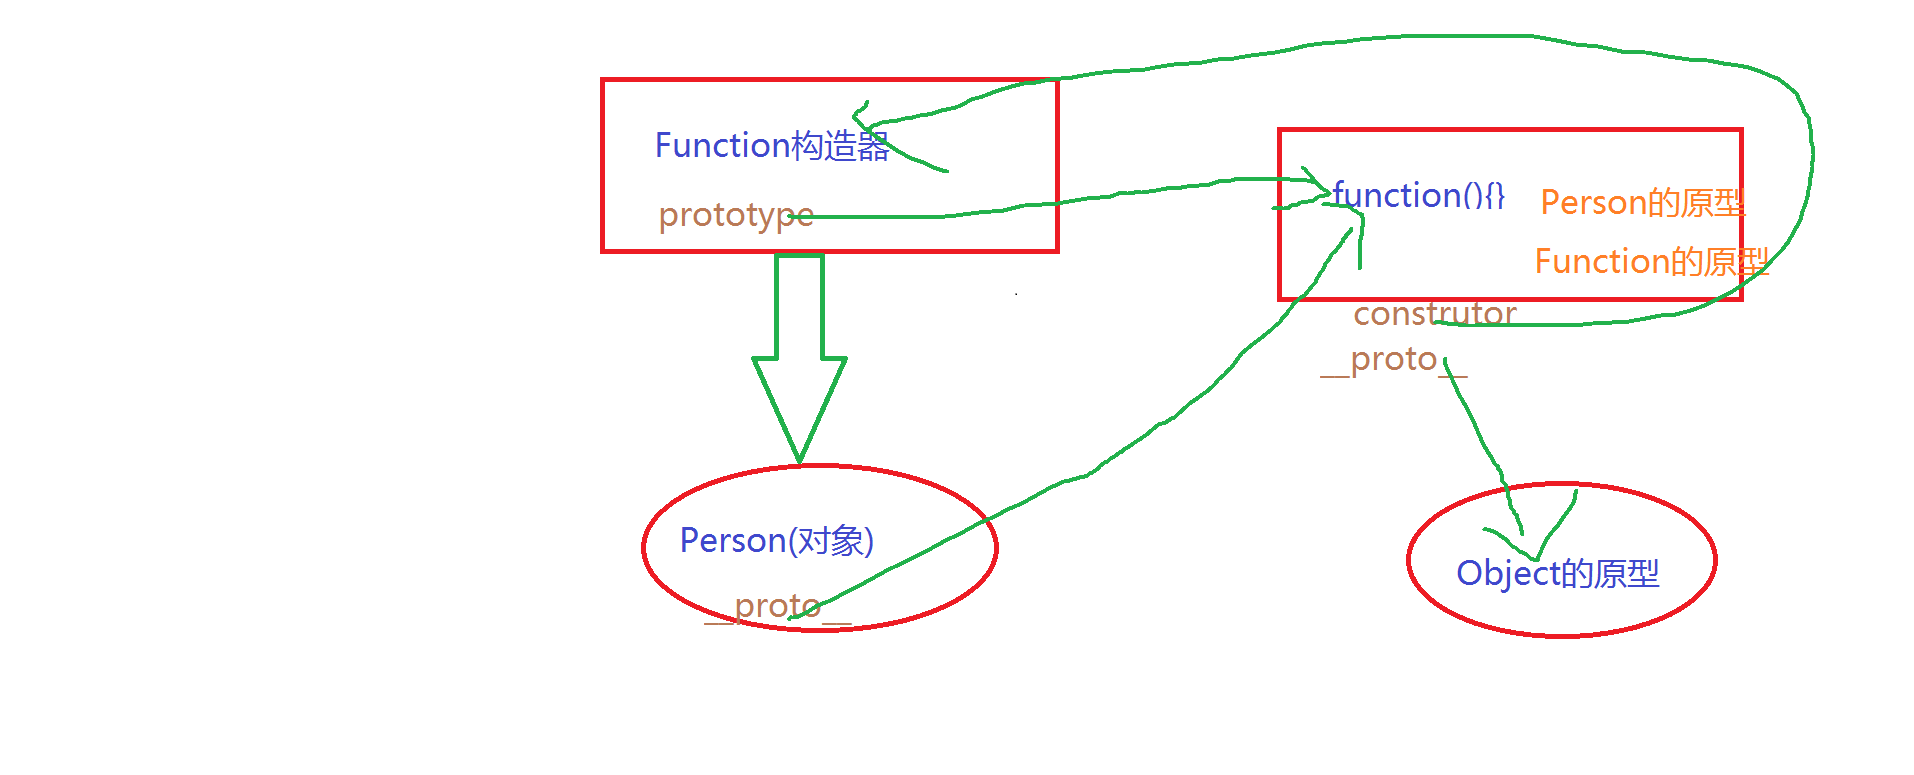 Function构造器
prototype
function(){}
Person的原型
Function的原型
construtor
__proto__
Person(对象)
__proto__
Object的原型